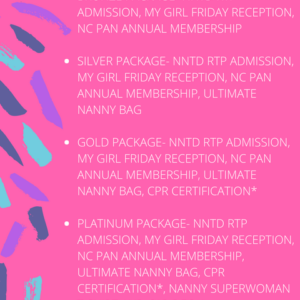 ADMISSION, MY GIRL FRIDAY RECEPTION,
NC PAN ANNUAL MEMBERSHIP
SILVER PACKAGE- NNTD RTP ADMISSION,
MY GIRL FRIDAY RECEPTION, NC PAN
ANNUAL MEMBERSHIP, ULTIMATE
NANNY BAG
GOLD PACKAGE- NNTD RTP ADMISSION,
MY GIRL FRIDAY RECEPTION, NC PAN
ANNUAL MEMBERSHIP, ULTIMATE
NANNY BAG, CPR CERTIFICATION*
PLATINUM PACKAGE- NNTD RTP
ADMISSION, MY GIRL FRIDAY RECEPTION,
NC PAN ANNUAL MEMBERSHIP,
ULTIMATE NANNY BAG, CPR
CERTIFICATION*, NANNY SUPERWOMAN